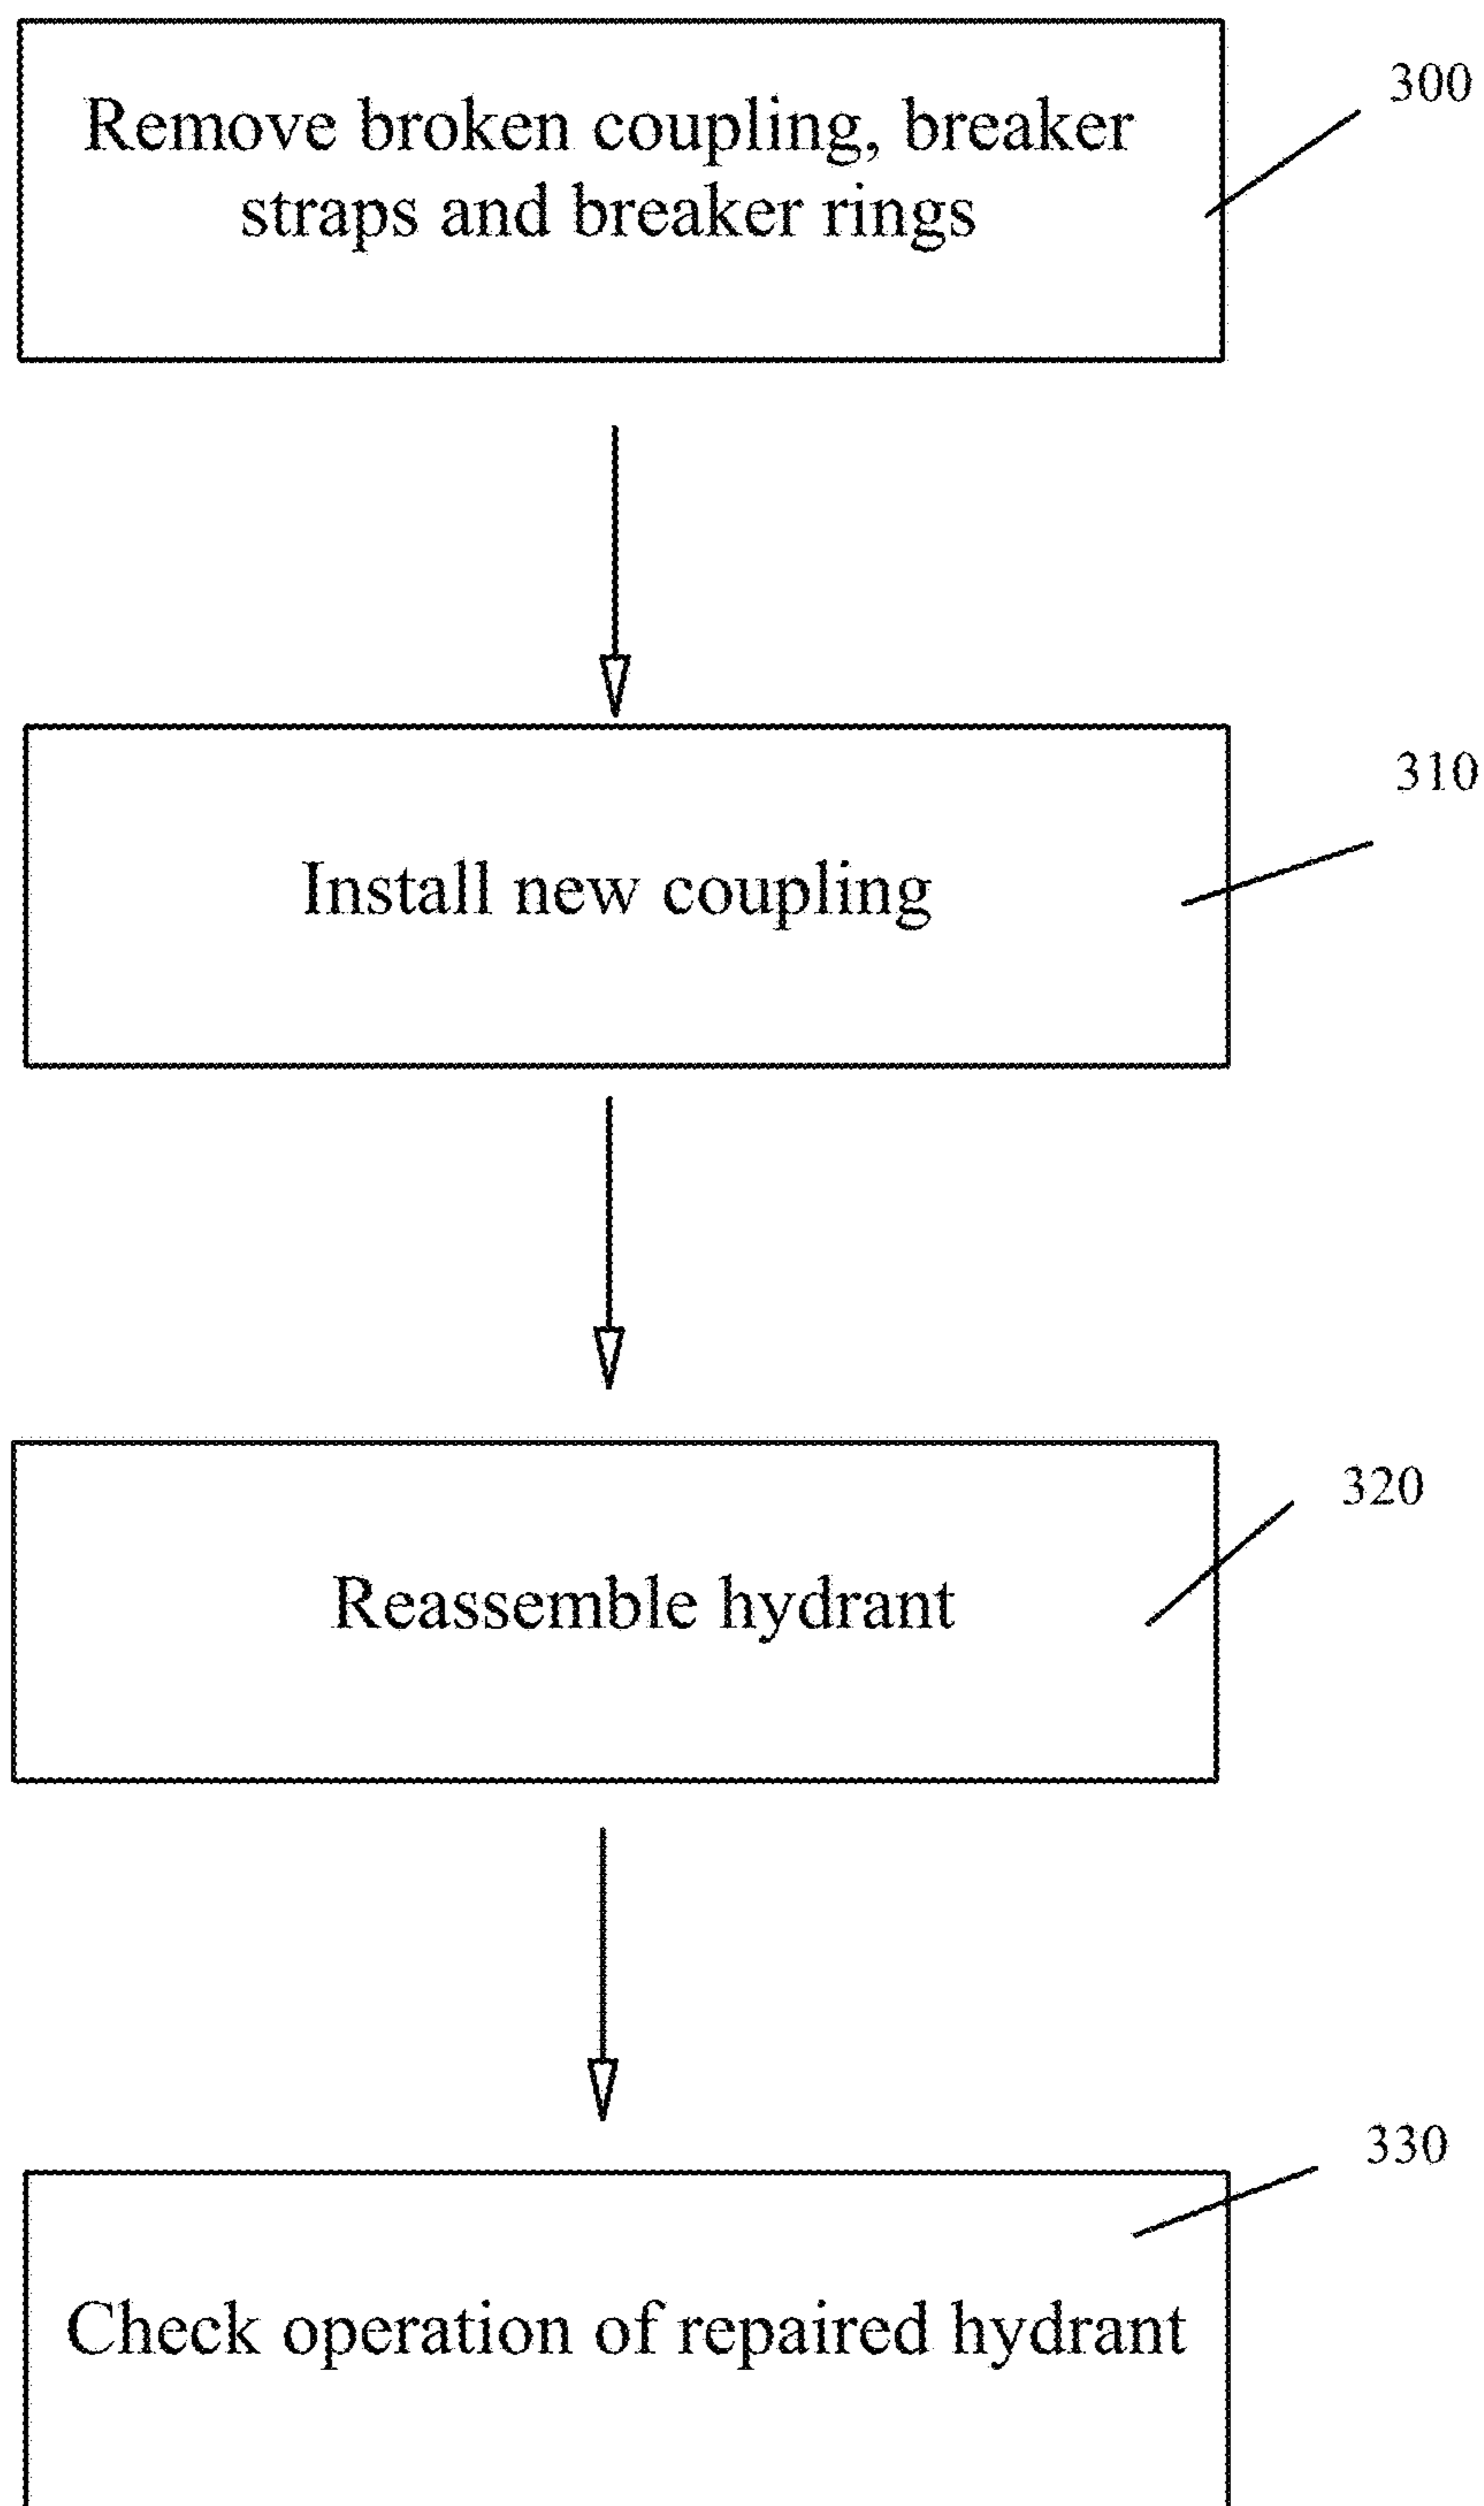 300
Remove broken coupling, breaker
straps and breaker rings
310
Install new coupling
320
Reassemble hydrant
330
Check operation of repaired hydrant